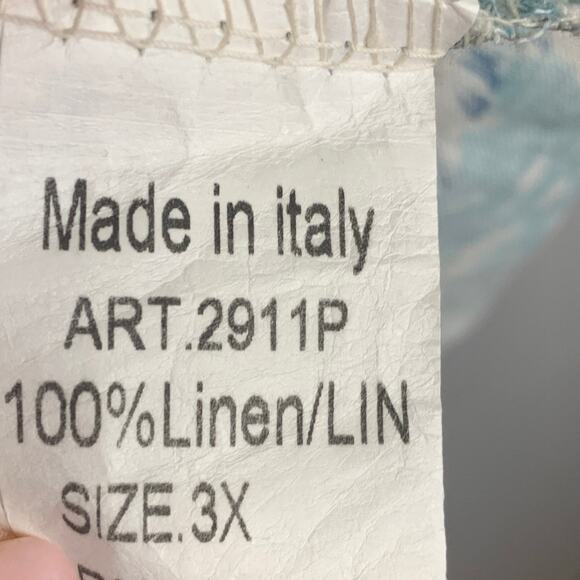 Made in italy
ART.2911P
100%Linen/LIN
SIZE.3X